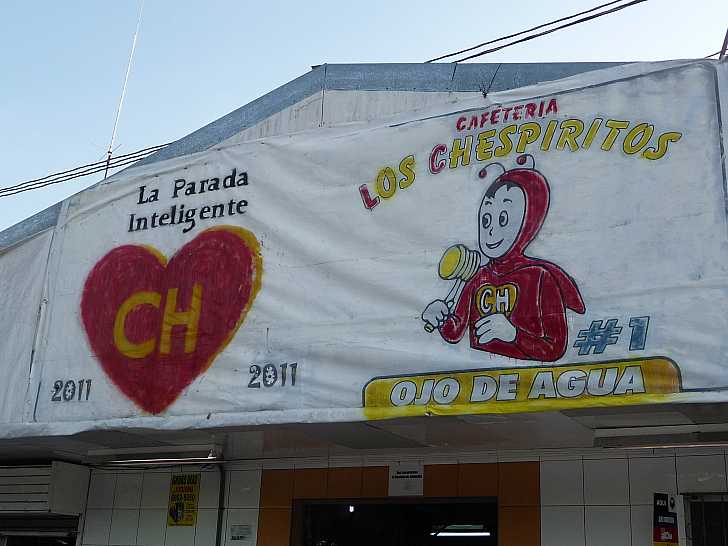 La Parada
Inteligente
CH
2011
2011
CAFETERIA
LOS CHESPIRITOS
CH
#1
OJO DE AGUA